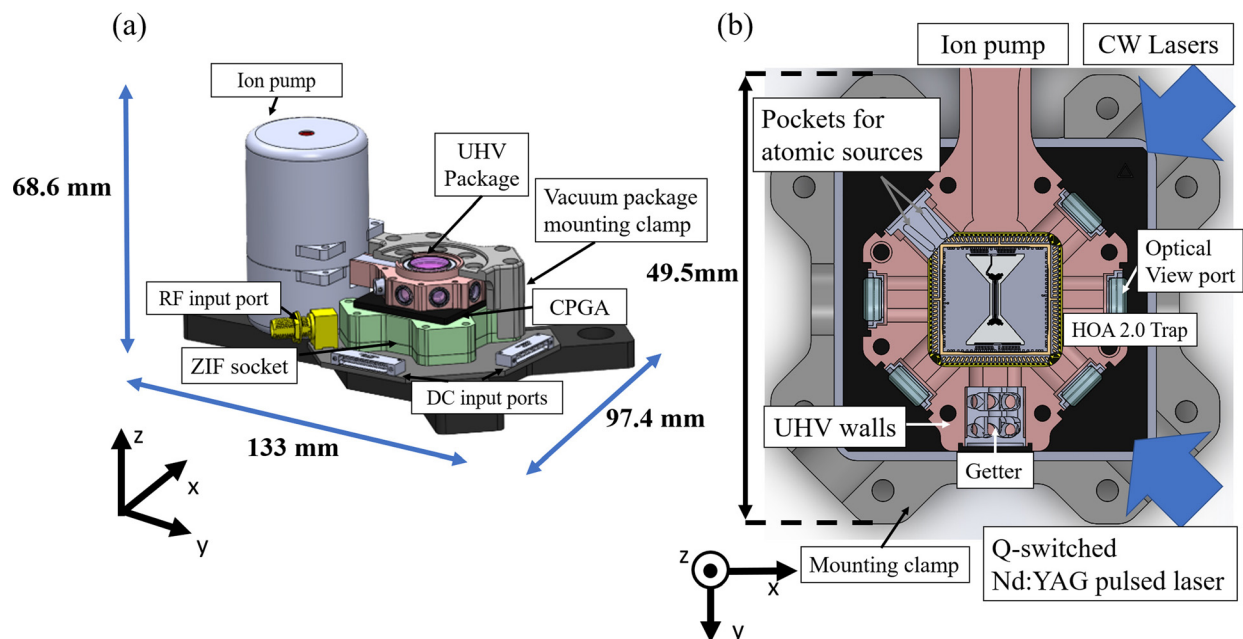 (a)
Ion pump
UHV
Package
Vacuum package
mounting clamp
68.6 mm
RF input port
CPGA
ZIF socket
DC input ports
97.4 mm
133 mm
z
x
y
(b)
Ion pump
CW Lasers
Pockets for
atomic sources
49.5mm
Optical
View port
HOA 2.0 Trap
UHV walls
Getter
Mounting clamp
Q-switched
Nd:YAG pulsed laser
z
x
y